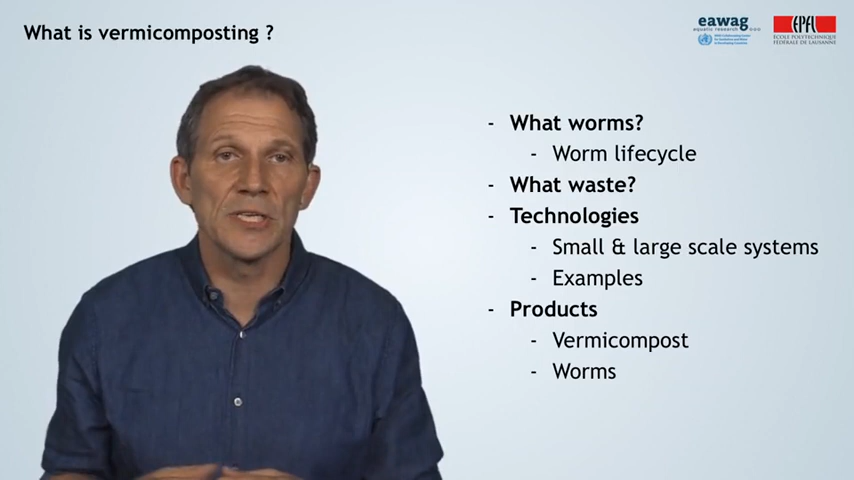 What is vermicomposting ?
eawag
aquatic research
EPFL
ECOLE POLYTECHNIQUE
FÉDÉRALE DE LAUSANNE
- What worms?
- Worm lifecycle
- What waste?
- Technologies
- Small & large scale systems
- Examples
- Products
- Vermicompost
- Worms